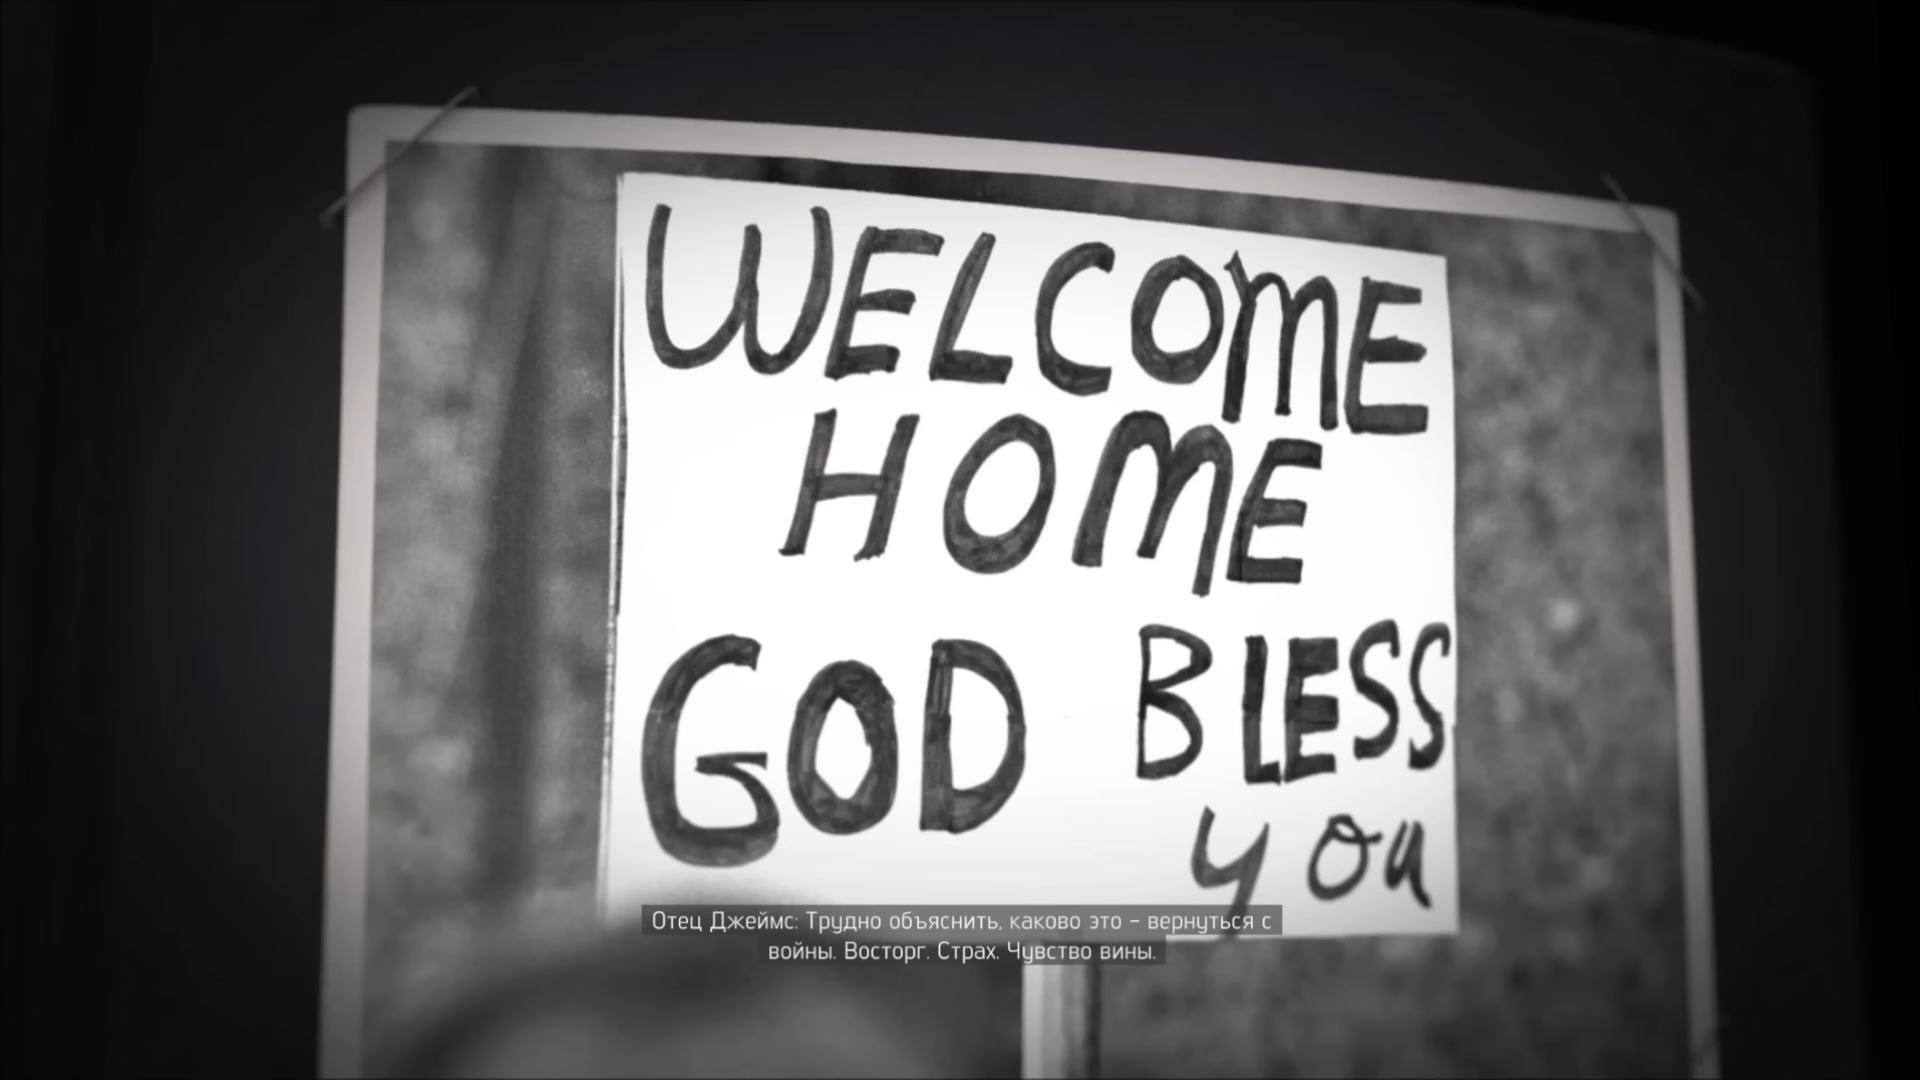 WELCOME
HOME
GOD BLESS
you
Отец Джеймс: Трудно объяснить, каково это – вернуться с
войны. Восторг. Страх. Чувство вины.